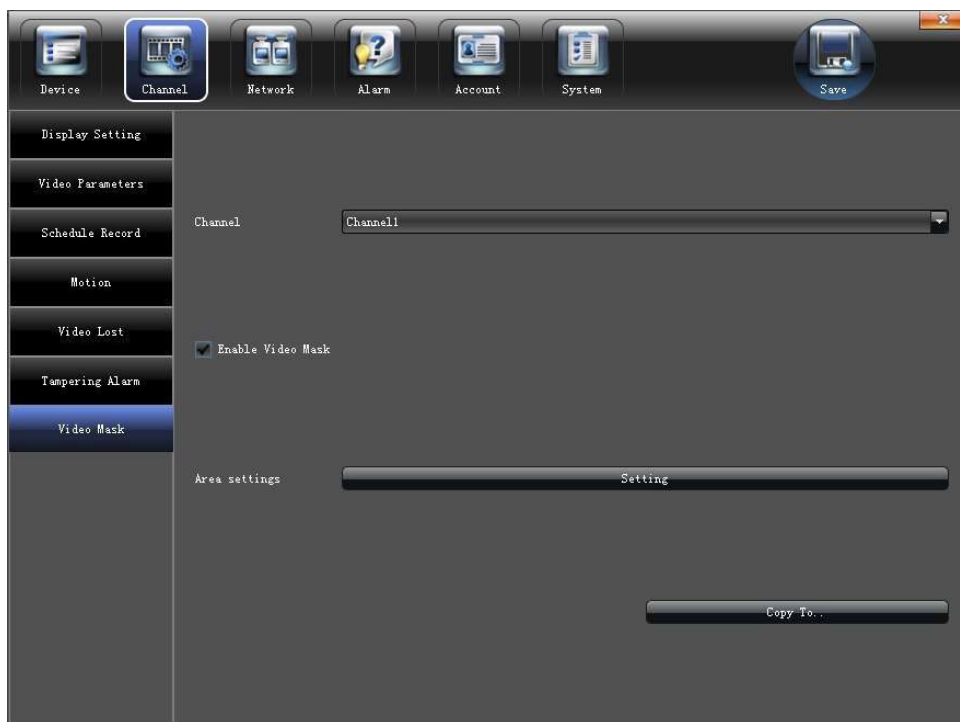 Device Channel Network Alarm Account System Save
Display Setting
Video Parameters
Schedule Record
Motion
Video Lost
Tampering Alarm
Video Mask
Channel Channel1
Enable Video Mask
Area settings Setting
Copy To..